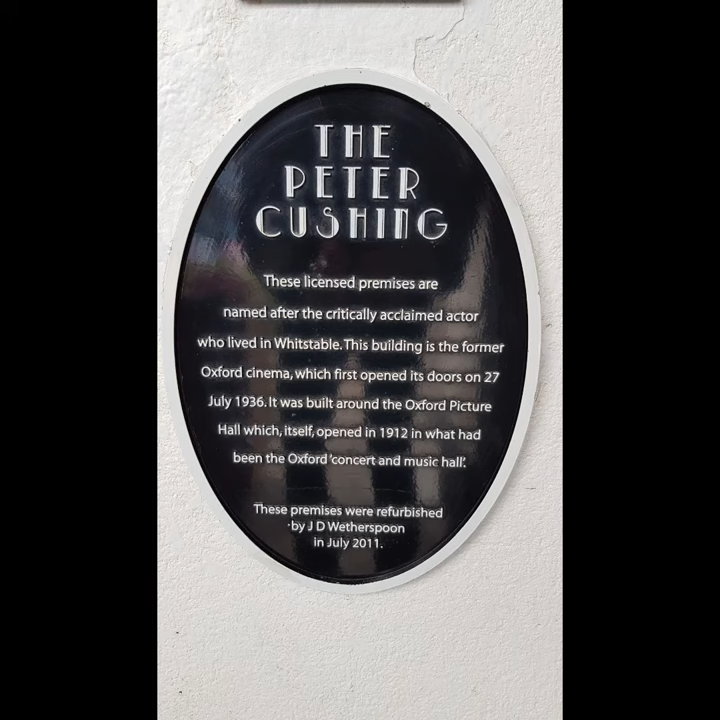 THE
PETER
CUSHING
These licensed premises are
named after the critically acclaimed actor
who lived in Whitstable. This building is the former
Oxford cinema, which first opened its doors on 27
July 1936. It was built around the Oxford Picture
Hall which, itself, opened in 1912 in what had
been the Oxford 'concert and music hall'.
These premises were refurbished
by J D Wetherspoon
in July 2011.